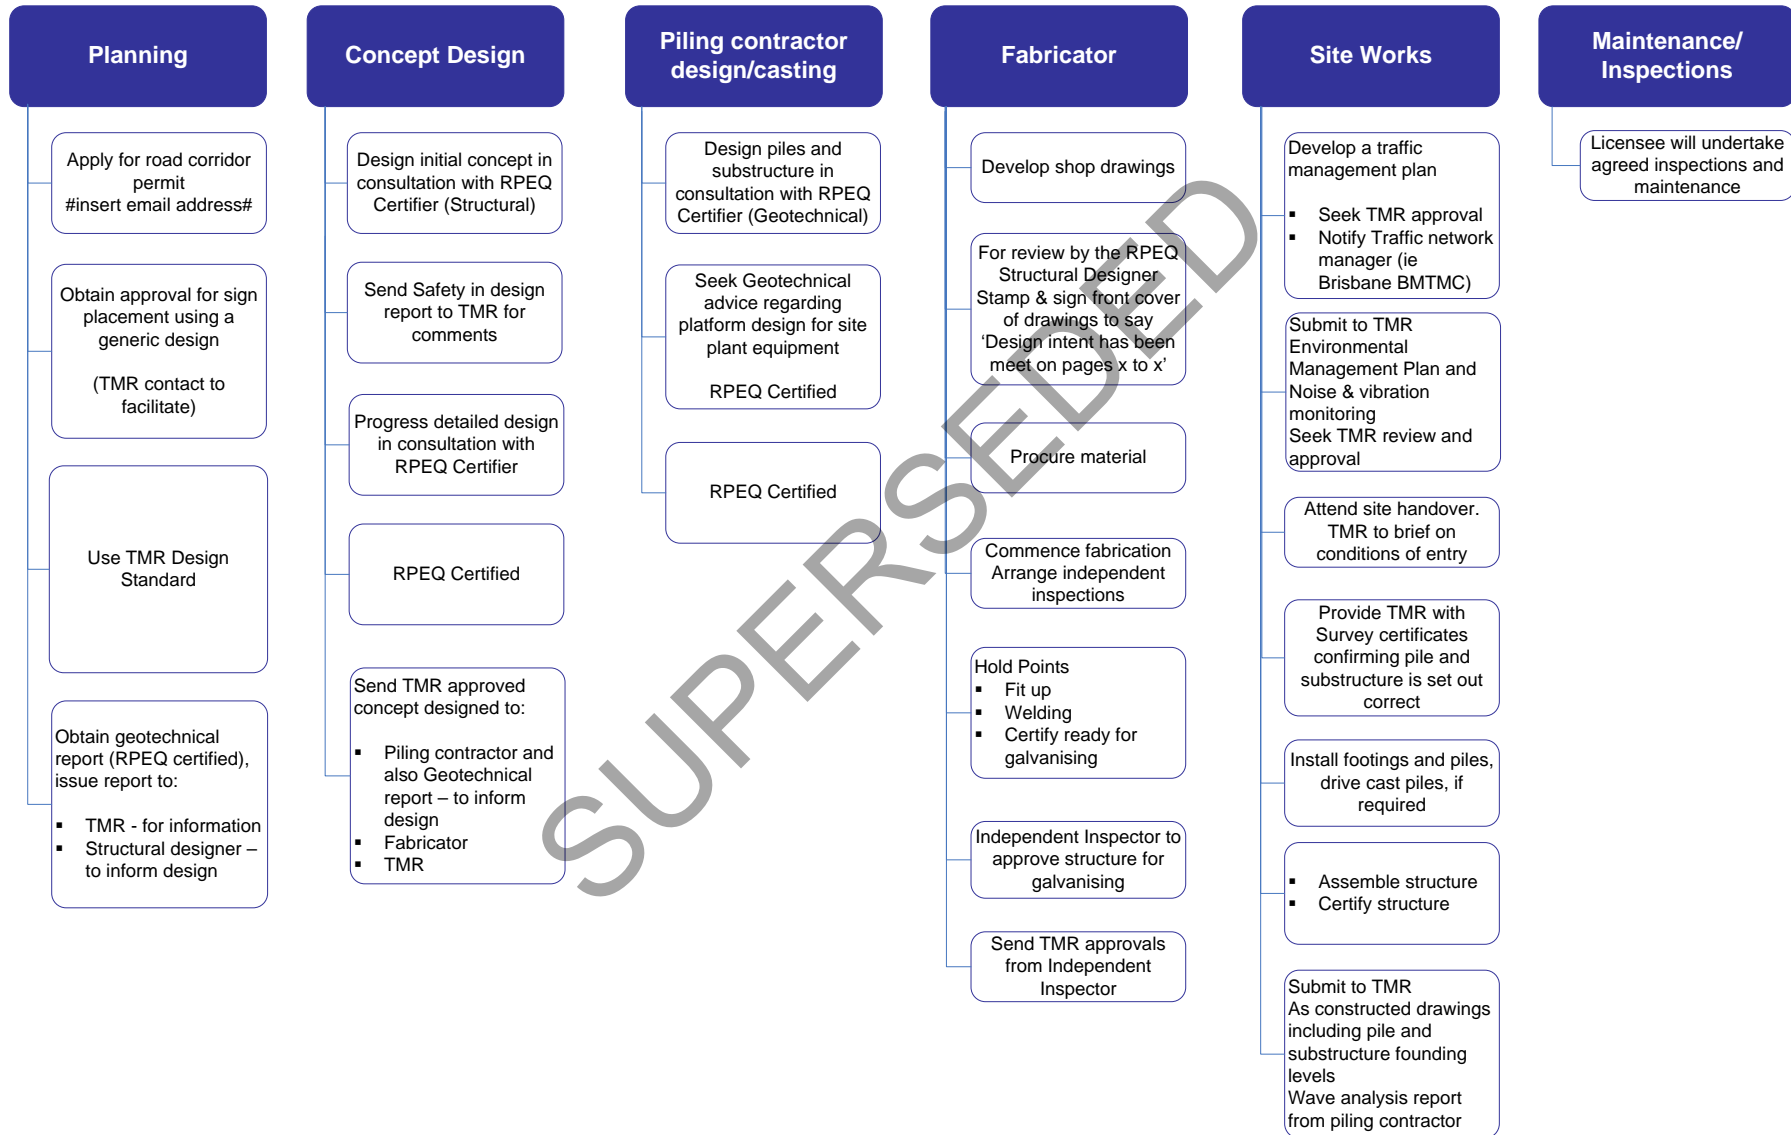 Planning
Apply for road corridor
permit
#insert email address#
Obtain approval for sign
placement using a
generic design
(TMR contact to
facilitate)
Use TMR Design
Standard
Obtain geotechnical
report (RPEQ certified),
issue report to:
▪ TMR - for information
▪ Structural designer –
to inform design
Concept Design
Design initial concept in
consultation with RPEQ
Certifier (Structural)
Send Safety in design
report to TMR for
comments
Progress detailed design
in consultation with
RPEQ Certifier
RPEQ Certified
Send TMR approved
concept designed to:
▪ Piling contractor and
also Geotechnical
report – to inform
design
▪ Fabricator
▪ TMR
Piling contractor
design/casting
Design piles and
substructure in
consultation with RPEQ
Certifier (Geotechnical)
Seek Geotechnical
advice regarding
platform design for site
plant equipment
RPEQ Certified
RPEQ Certified
Fabricator
Develop shop drawings
For review by the RPEQ
Structural Designer
Stamp & sign front cover
of drawings to say
‘Design intent has been
meet on pages x to x’
Procure material
Commence fabrication
Arrange independent
inspections
Hold Points
▪ Fit up
▪ Welding
▪ Certify ready for
galvanising
Independent Inspector to
approve structure for
galvanising
Send TMR approvals
from Independent
Inspector
Site Works
Develop a traffic
management plan
▪ Seek TMR approval
▪ Notify Traffic network
manager (ie
Brisbane BMTMC)
Submit to TMR
Environmental
Management Plan and
Noise & vibration
monitoring
Seek TMR review and
approval
Attend site handover.
TMR to brief on
conditions of entry
Provide TMR with
Survey certificates
confirming pile and
substructure is set out
correct
Install footings and piles,
drive cast piles, if
required
▪ Assemble structure
▪ Certify structure
Submit to TMR
As constructed drawings
including pile and
substructure founding
levels
Wave analysis report
from piling contractor
Maintenance/
Inspections
Licensee will undertake
agreed inspections and
maintenance
SUPERSEDED